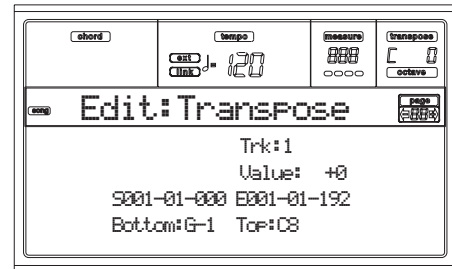 chord tempo measure transpose
ext
link ♩= 120 888 C 0
octave
song Edit:Transpose page
88
Trk:1
Value: +0
S001-01-000 E001-01-192
Bottom:G-1 Top:C8